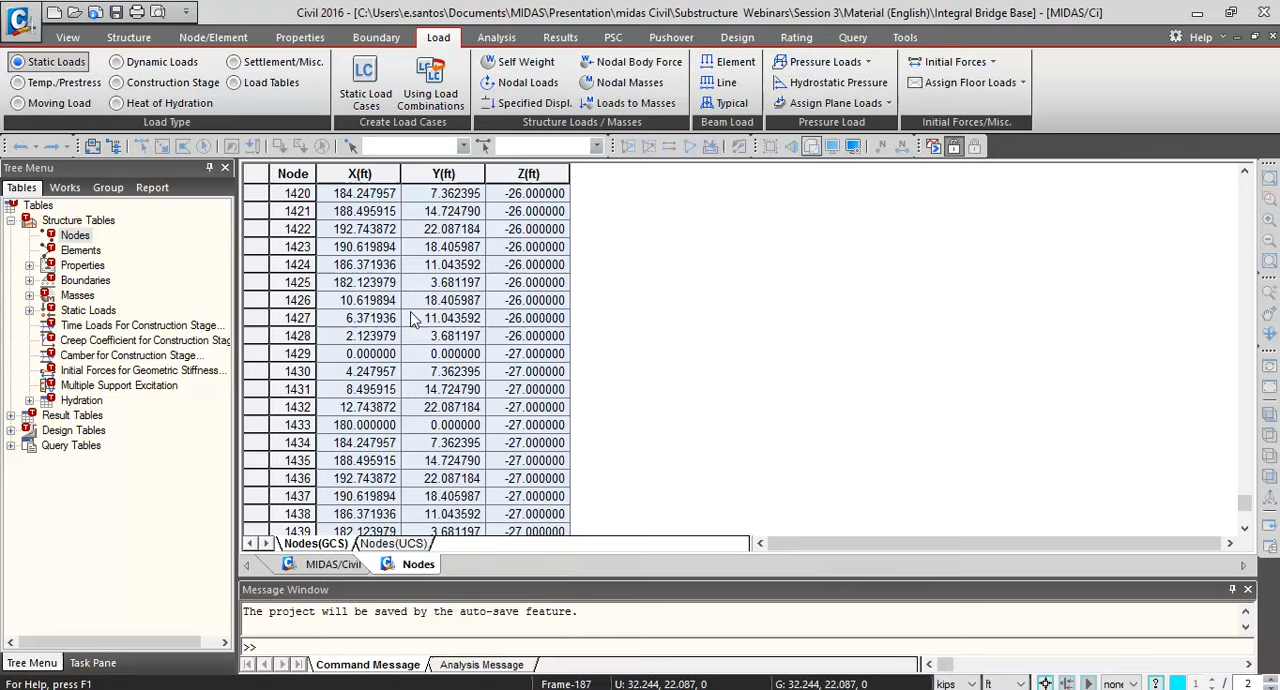 Civil 2016 - [C:\Users\e.santos\Documents\MIDAS\Presentation\midas Civil\Substrcture Webinars\Session 3\Material (English)\Integral Bridge Base] - [MIDAS/Ci]
View Structure Node/Element Properties Boundary Load Analysis Results PSC Pushover Design Rating Query Tools Help
Static Loads Dynamic Loads Settlement/Misc. Self Weight Nodal Body Force Element Pressure Loads Initial Forces
Temp./Prestress Construction Stag Load Tables Nodal Loads Nodal Masses Line Hydrostatic Pressure Assign Floor Loads
Moving Load Heat of Hydration Static Load Cases Using Load Combinations Specified Displ. Loads to Masses Typical Assign Plane Loads
Load Type Create Load Cases Structure Loads / Masses Beam Load Pressure Load Initial Forces/Misc.
Tree Menu
Tables Works Group Report
Tables
Structure Tables
Nodes
Elements
Properties
Boundaries
Masses
Static Loads
Time Loads For Construction Stage...
Creep Coefficient for Construction Stag
Camber for Construction Stage...
Initial Forces for Geometric Stiffness...
Multiple Support Excitation
Hydration
Result Tables
Design Tables
Query Tables
Node X(ft) Y(ft) Z(ft)
1420 184.247957 7.362395 -26.000000
1421 188.495915 14.724790 -26.000000
1422 192.743872 22.087184 -26.000000
1423 190.619894 18.405987 -26.000000
1424 186.371936 11.043592 -26.000000
1425 182.123979 3.681197 -26.000000
1426 10.619894 18.405987 -26.000000
1427 6.371936 11.043592 -26.000000
1428 2.123979 3.681197 -26.000000
1429 0.000000 0.000000 -27.000000
1430 4.247957 7.362395 -27.000000
1431 8.495915 14.724790 -27.000000
1432 12.743872 22.087184 -27.000000
1433 180.000000 0.000000 -27.000000
1434 184.247957 7.362395 -27.000000
1435 188.495915 14.724790 -27.000000
1436 192.743872 22.087184 -27.000000
1437 190.619894 18.405987 -27.000000
1438 186.371936 11.043592 -27.000000
1439 182.123979 3.681197 -27.000000
Nodes(GCS) Nodes(UCS)
MIDAS/Civil Nodes
Message Window
The project will be saved by the auto-save feature.
>>
Command Message Analysis Message
Tree Menu Task Pane
For Help, press F1 Frame-187 U: 32.244, 22.087, 0 G: 32.244, 22.087, 0 kips ft none ? 1 / 2